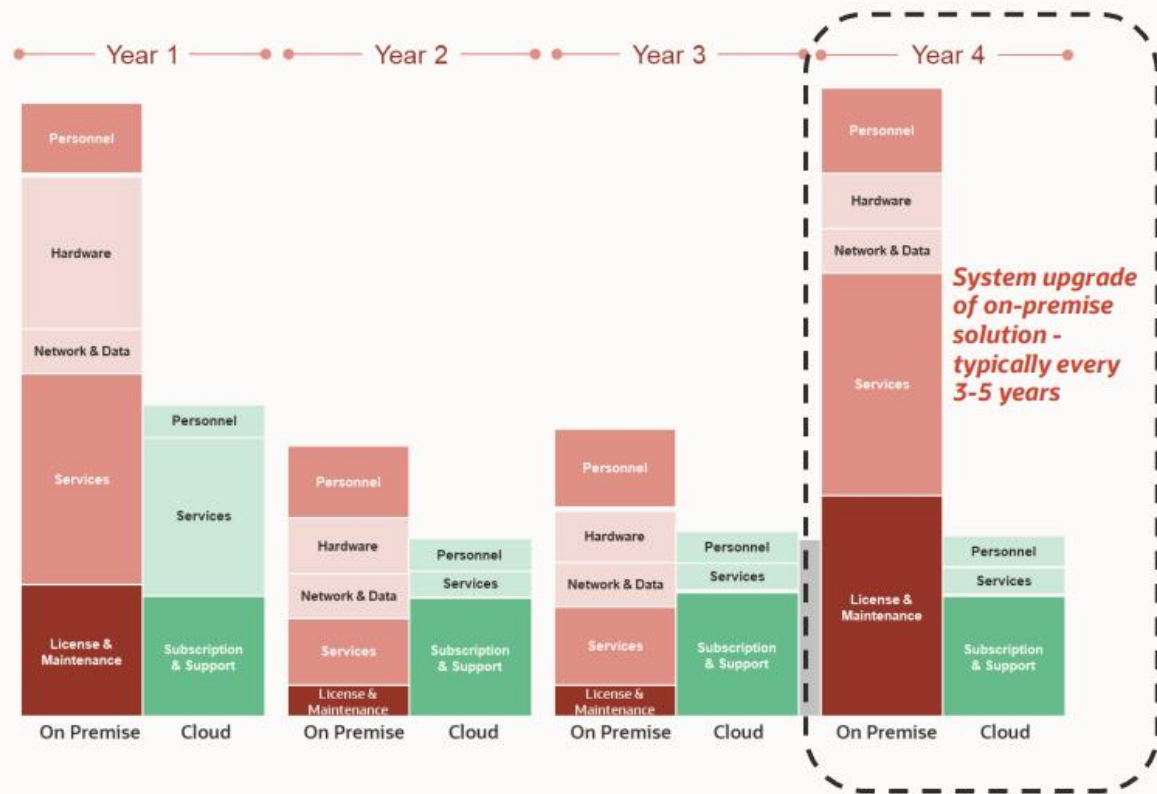 Year 1
Year 2
Year 3
Year 4
Personnel
Hardware
Network & Data
Services
License &
Maintenance
Personnel
Services
Subscription
& Support
Personnel
Hardware
Network & Data
Services
License &
Maintenance
Personnel
Services
Subscription
& Support
Personnel
Hardware
Network & Data
Services
License &
Maintenance
Personnel
Services
Subscription
& Support
Personnel
Hardware
Network & Data
Services
License &
Maintenance
System upgrade
of on-premise
solution -
typically every
3-5 years
Personnel
Services
Subscription
& Support
On Premise
Cloud
On Premise
Cloud
On Premise
Cloud
On Premise
Cloud